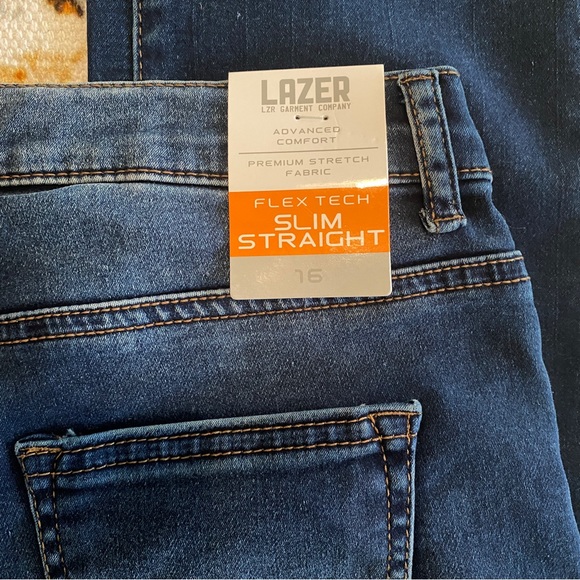 LAZER
LZR GARMENT COMPANY
ADVANCED
COMFORT
PREMIUM STRETCH
FABRIC
FLEX TECH
SLIM
STRAIGHT
16